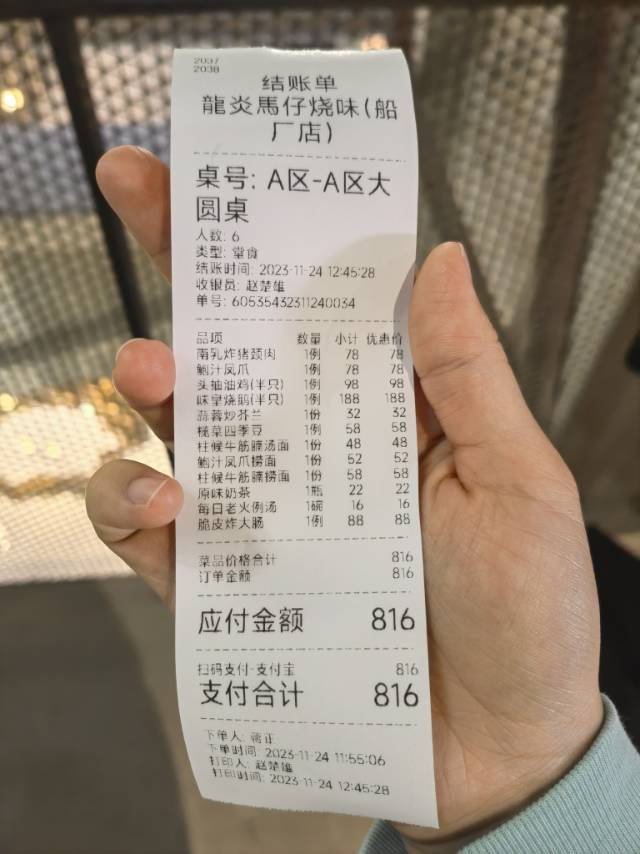 2037
2038
结账单
龍炎馬仔烧味(船
厂店)
桌号: A区-A区大
圆桌
人数: 6
类型: 堂食
结账时间: 2023-11-24 12:45:28
收银员: 赵楚雄
单号: 60535432311240034
品项 数量 小计 优惠价
南乳炸猪颈肉 1例 78 78
鲍汁凤爪 1例 78 78
头抽油鸡(半只) 1例 98 98
味皇烧鹅(半只) 1例 188 188
蒜蓉炒芥兰 1份 32 32
榄菜四季豆 1例 58 58
柱候牛筋腩汤面 1份 48 48
鲍汁凤爪捞面 1份 52 52
柱候牛筋腩捞面 1份 58 58
原味奶茶 1瓶 22 22
每日老火例汤 1碗 16 16
脆皮炸大肠 1例 88 88
菜品价格合计 816
订单金额 816
应付金额 816
扫码支付-支付宝 816
支付合计 816
下单人: 蒋正
下单时间: 2023-11-24 11:55:06
打印人: 赵楚雄
打印时间: 2023-11-24 12:45:28